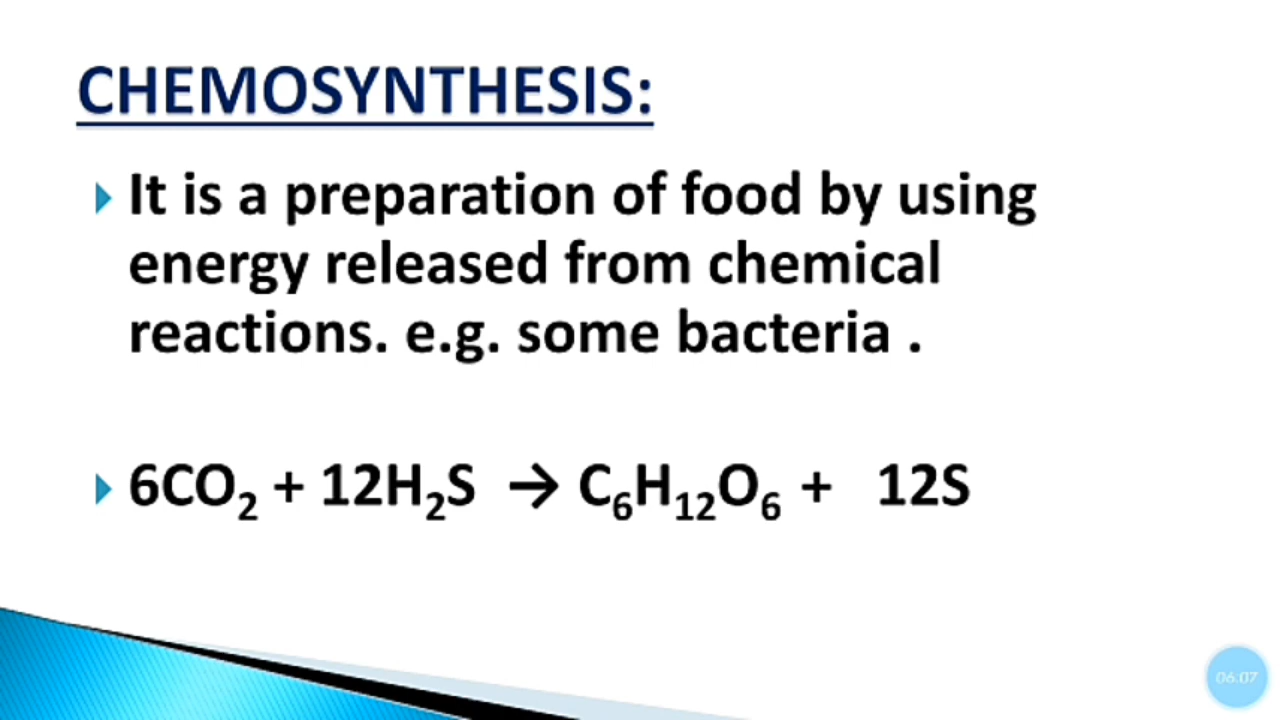 CHEMOSYNTHESIS:
It is a preparation of food by using
energy released from chemical
reactions. e.g. some bacteria .
6CO₂ + 12H₂S → C₆H₁₂O₆ + 12S
06:07